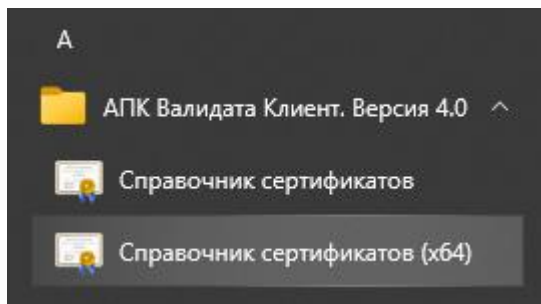 А
АПК Валидата Клиент. Версия 4.0
Справочник сертификатов
Справочник сертификатов (x64)